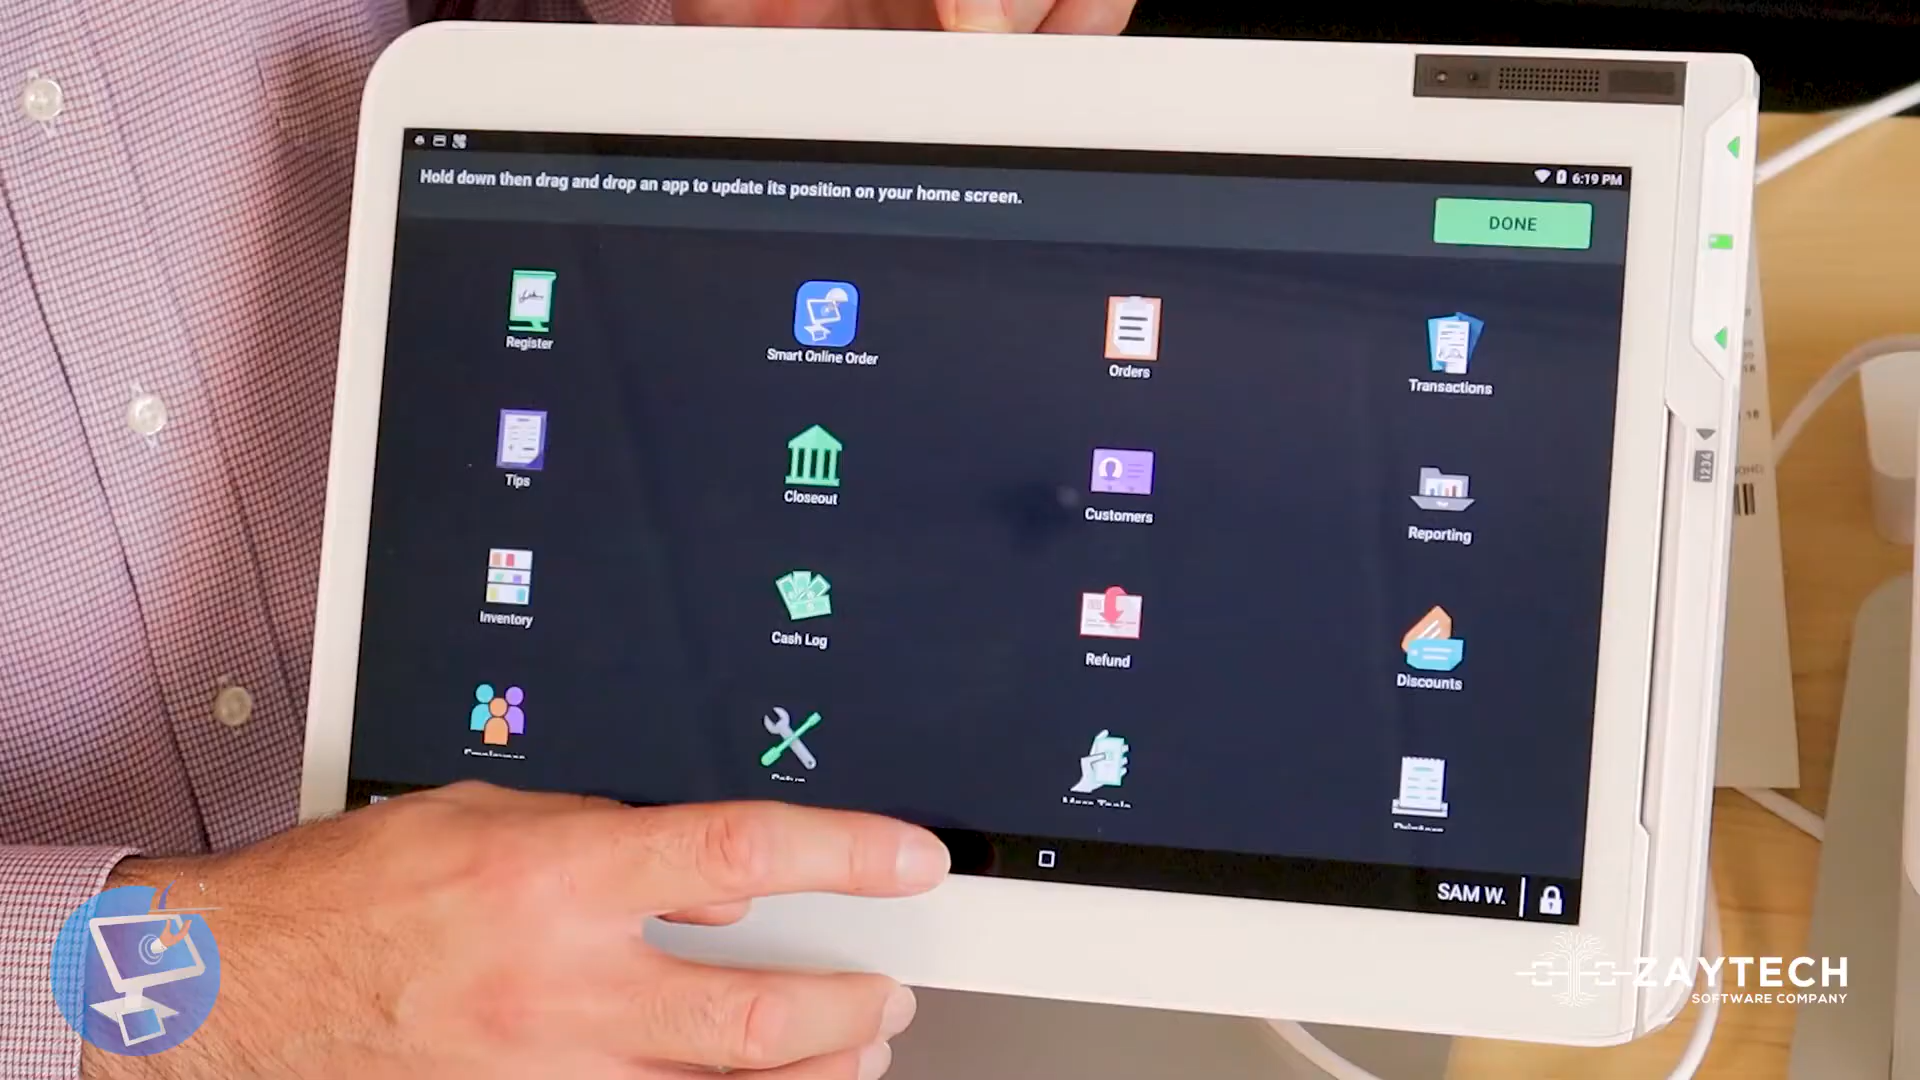 Hold down then drag and drop an app to update its position on your home screen.
6:19 PM
DONE
Register
Smart Online Order
Orders
Transactions
Tips
Closeout
Customers
Reporting
Inventory
Cash Log
Refund
Discounts
SAM W.
1234
ZAYTECH
SOFTWARE COMPANY